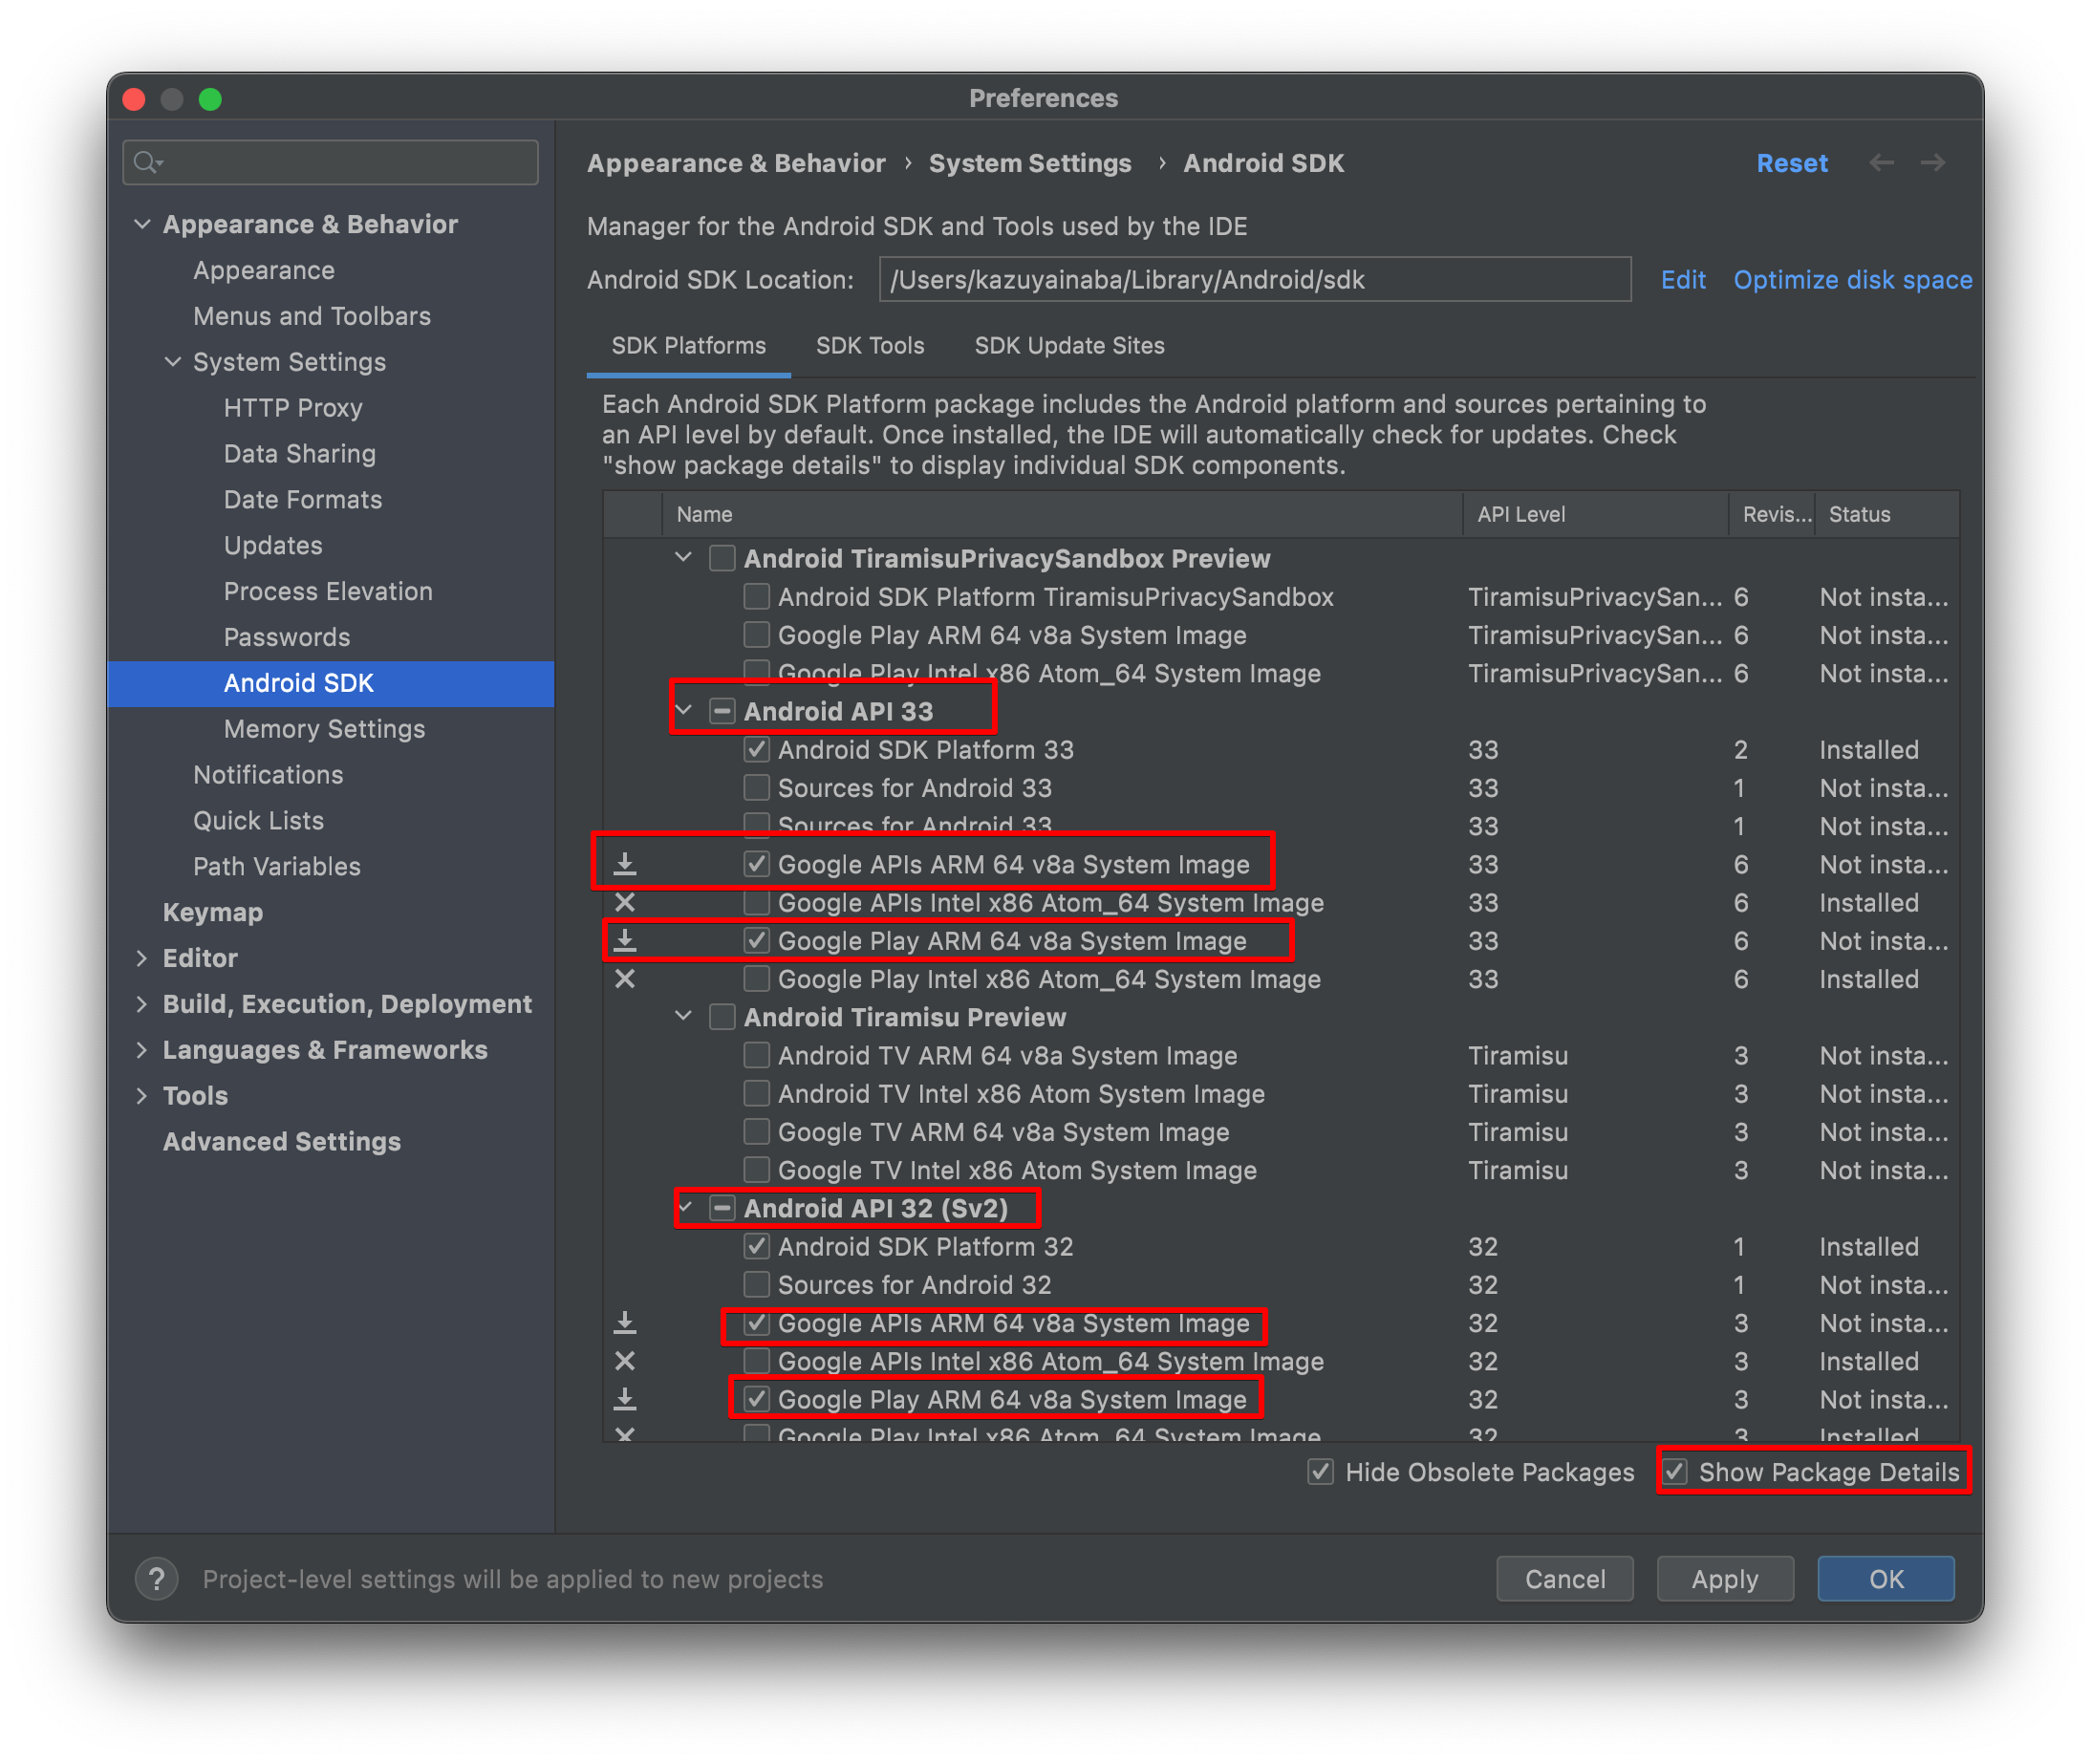 Preferences
Appearance & Behavior
Appearance
Menus and Toolbars
System Settings
HTTP Proxy
Data Sharing
Date Formats
Updates
Process Elevation
Passwords
Android SDK
Memory Settings
Notifications
Quick Lists
Path Variables
Keymap
Editor
Build, Execution, Deployment
Languages & Frameworks
Tools
Advanced Settings
Appearance & Behavior › System Settings › Android SDK Reset
Manager for the Android SDK and Tools used by the IDE
Android SDK Location: /Users/kazuyainaba/Library/Android/sdk Edit Optimize disk space
SDK Platforms SDK Tools SDK Update Sites
Each Android SDK Platform package includes the Android platform and sources pertaining to
an API level by default. Once installed, the IDE will automatically check for updates. Check
"show package details" to display individual SDK components.
Name API Level Revis... Status
Android TiramisuPrivacySandbox Preview
Android SDK Platform TiramisuPrivacySandbox TiramisuPrivacySan... 6 Not insta...
Google Play ARM 64 v8a System Image TiramisuPrivacySan... 6 Not insta...
Google Play Intel x86 Atom_64 System Image TiramisuPrivacySan... 6 Not insta...
Android API 33
Android SDK Platform 33 33 2 Installed
Sources for Android 33 33 1 Not insta...
Sources for Android 33 33 1 Not insta...
Google APIs ARM 64 v8a System Image 33 6 Not insta...
Google APIs Intel x86 Atom_64 System Image 33 6 Installed
Google Play ARM 64 v8a System Image 33 6 Not insta...
Google Play Intel x86 Atom_64 System Image 33 6 Installed
Android Tiramisu Preview
Android TV ARM 64 v8a System Image Tiramisu 3 Not insta...
Android TV Intel x86 Atom System Image Tiramisu 3 Not insta...
Google TV ARM 64 v8a System Image Tiramisu 3 Not insta...
Google TV Intel x86 Atom System Image Tiramisu 3 Not insta...
Android API 32 (Sv2)
Android SDK Platform 32 32 1 Installed
Sources for Android 32 32 1 Not insta...
Google APIs ARM 64 v8a System Image 32 3 Not insta...
Google APIs Intel x86 Atom_64 System Image 32 3 Installed
Google Play ARM 64 v8a System Image 32 3 Not insta...
Google Play Intel x86 Atom_64 System Image 32 3 Installed
Hide Obsolete Packages Show Package Details
? Project-level settings will be applied to new projects
Cancel Apply OK